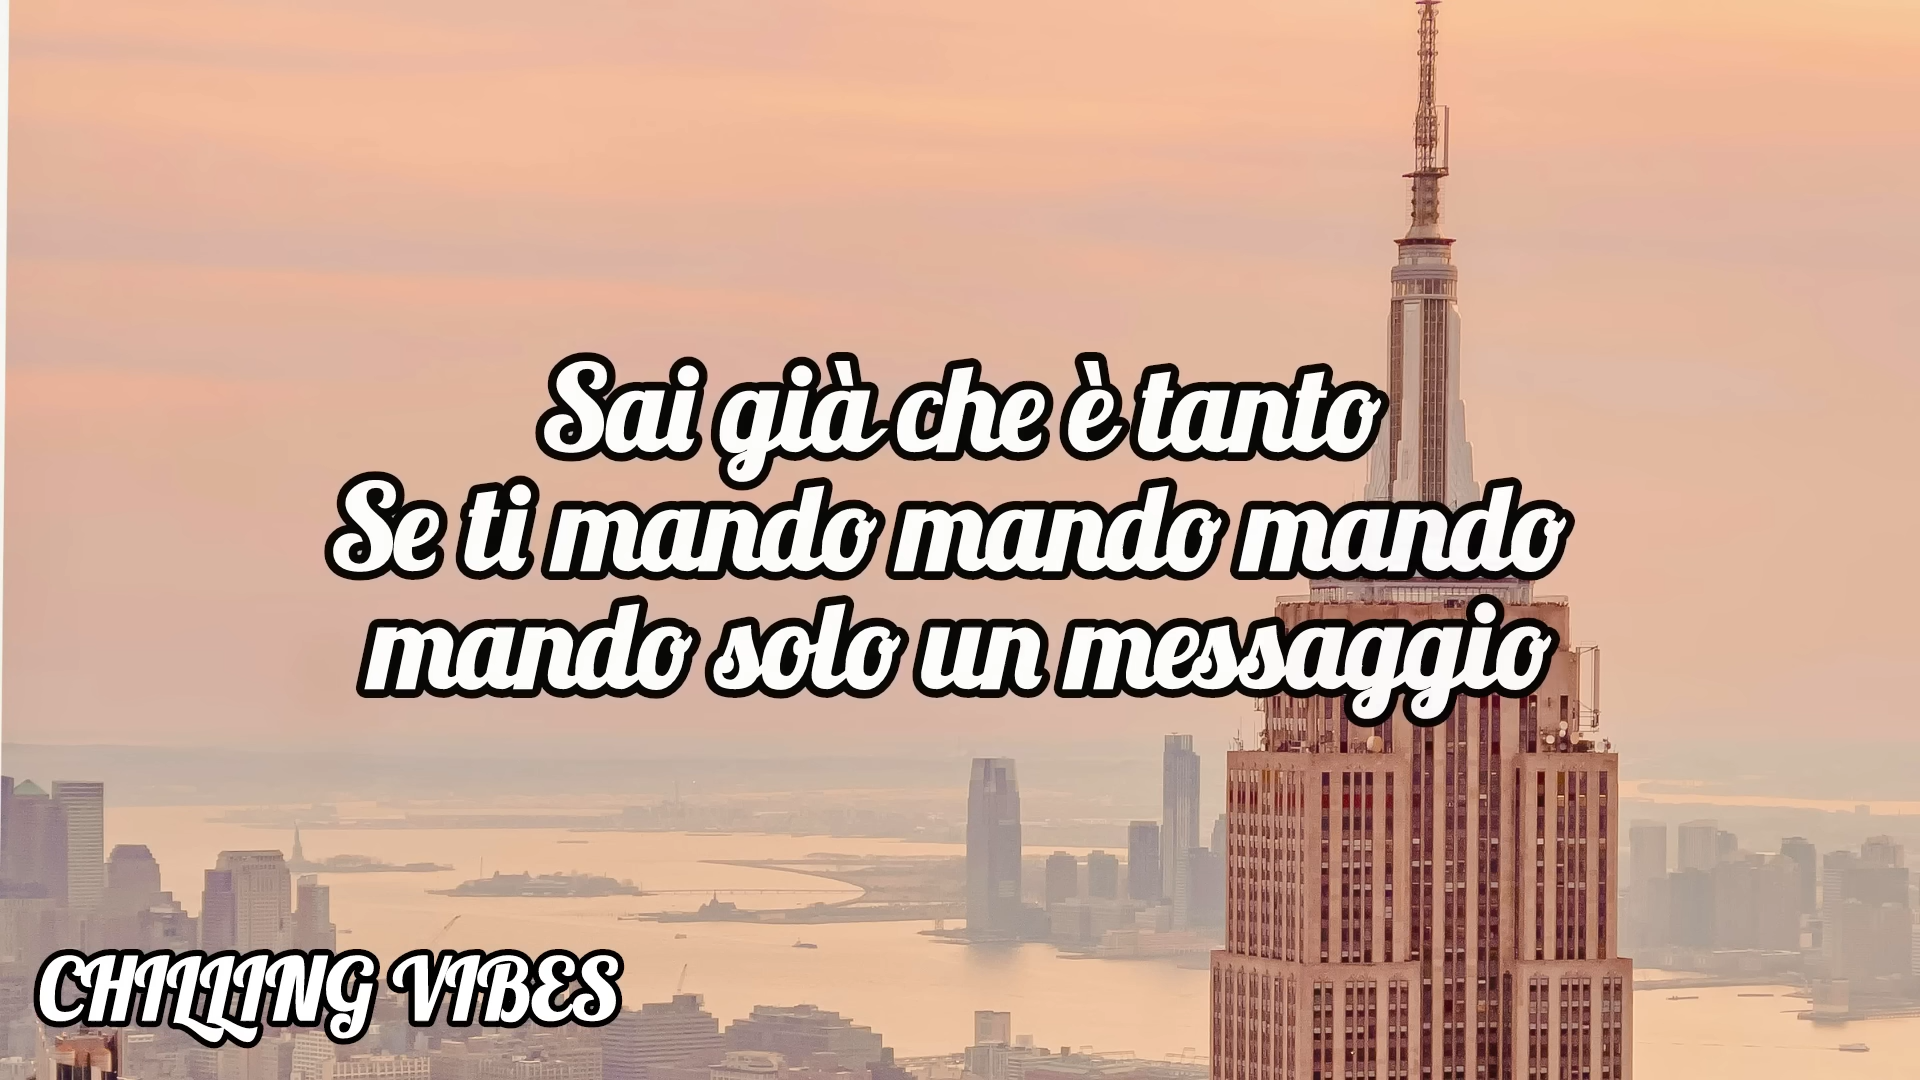 Sai già che è tanto
Se ti mando mando mando
mando solo un messaggio
CHILLING VIBES